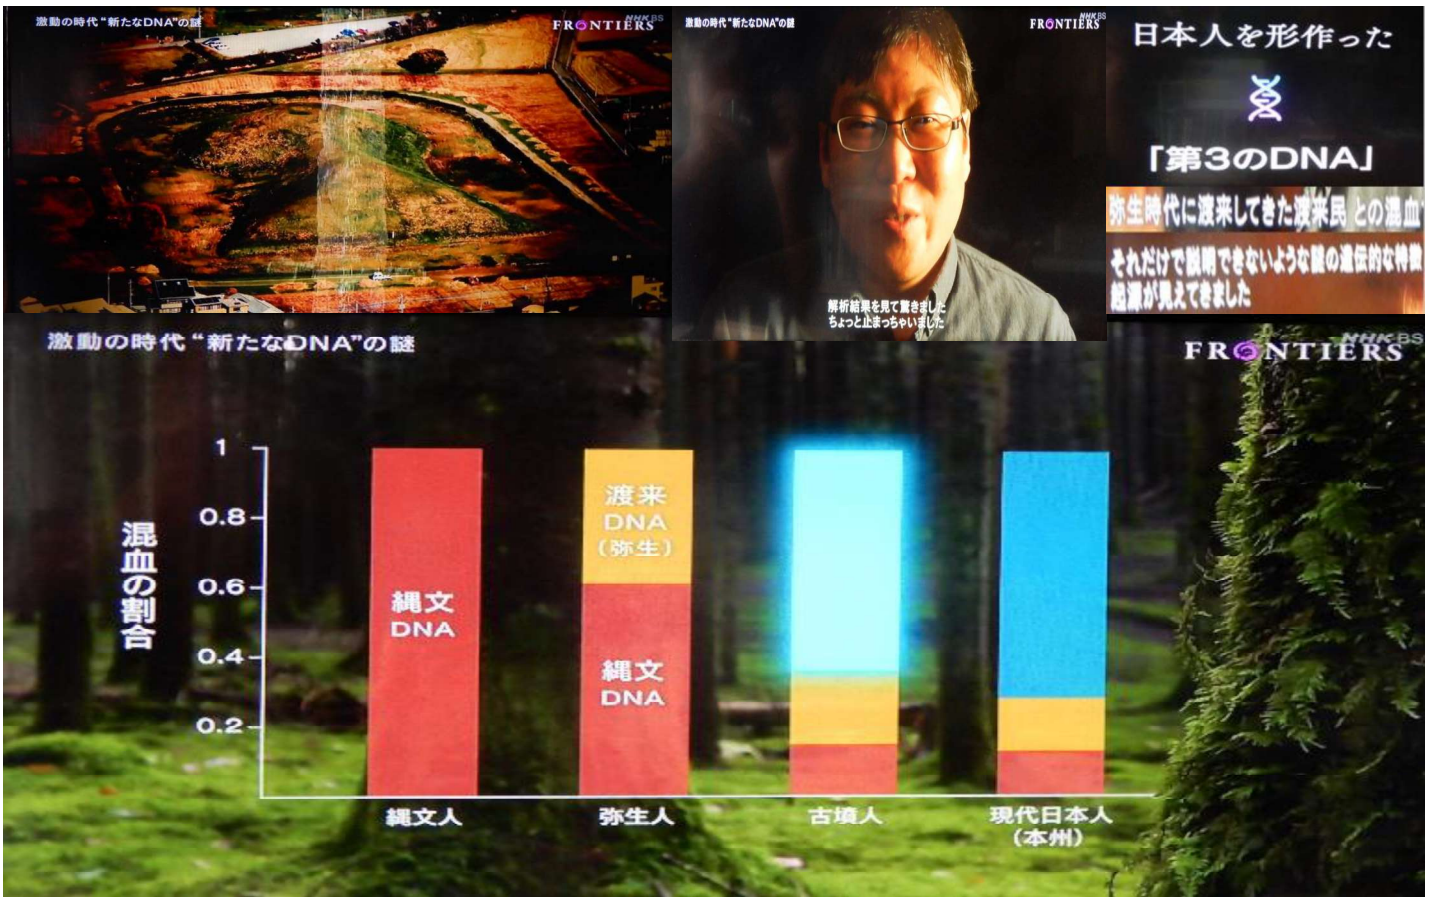 激動の時代“新たなDNA”の謎
NHK BS
FRONTIERS
激動の時代“新たなDNA”の謎
NHK BS
FRONTIERS
解析結果を見て驚きました
ちょっと止まっちゃいました
日本人を形作った
「第3のDNA」
弥生時代に渡来してきた渡来民 との混血
それだけで説明できないような謎の遺伝的な特徴
起源が見えてきました
激動の時代“新たなDNA”の謎
NHK BS
FRONTIERS
混血の割合
1
0.8
0.6
0.4
0.2
縄文
DNA
渡来
DNA
(弥生)
縄文
DNA
縄文人
弥生人
古墳人
現代日本人
(本州)